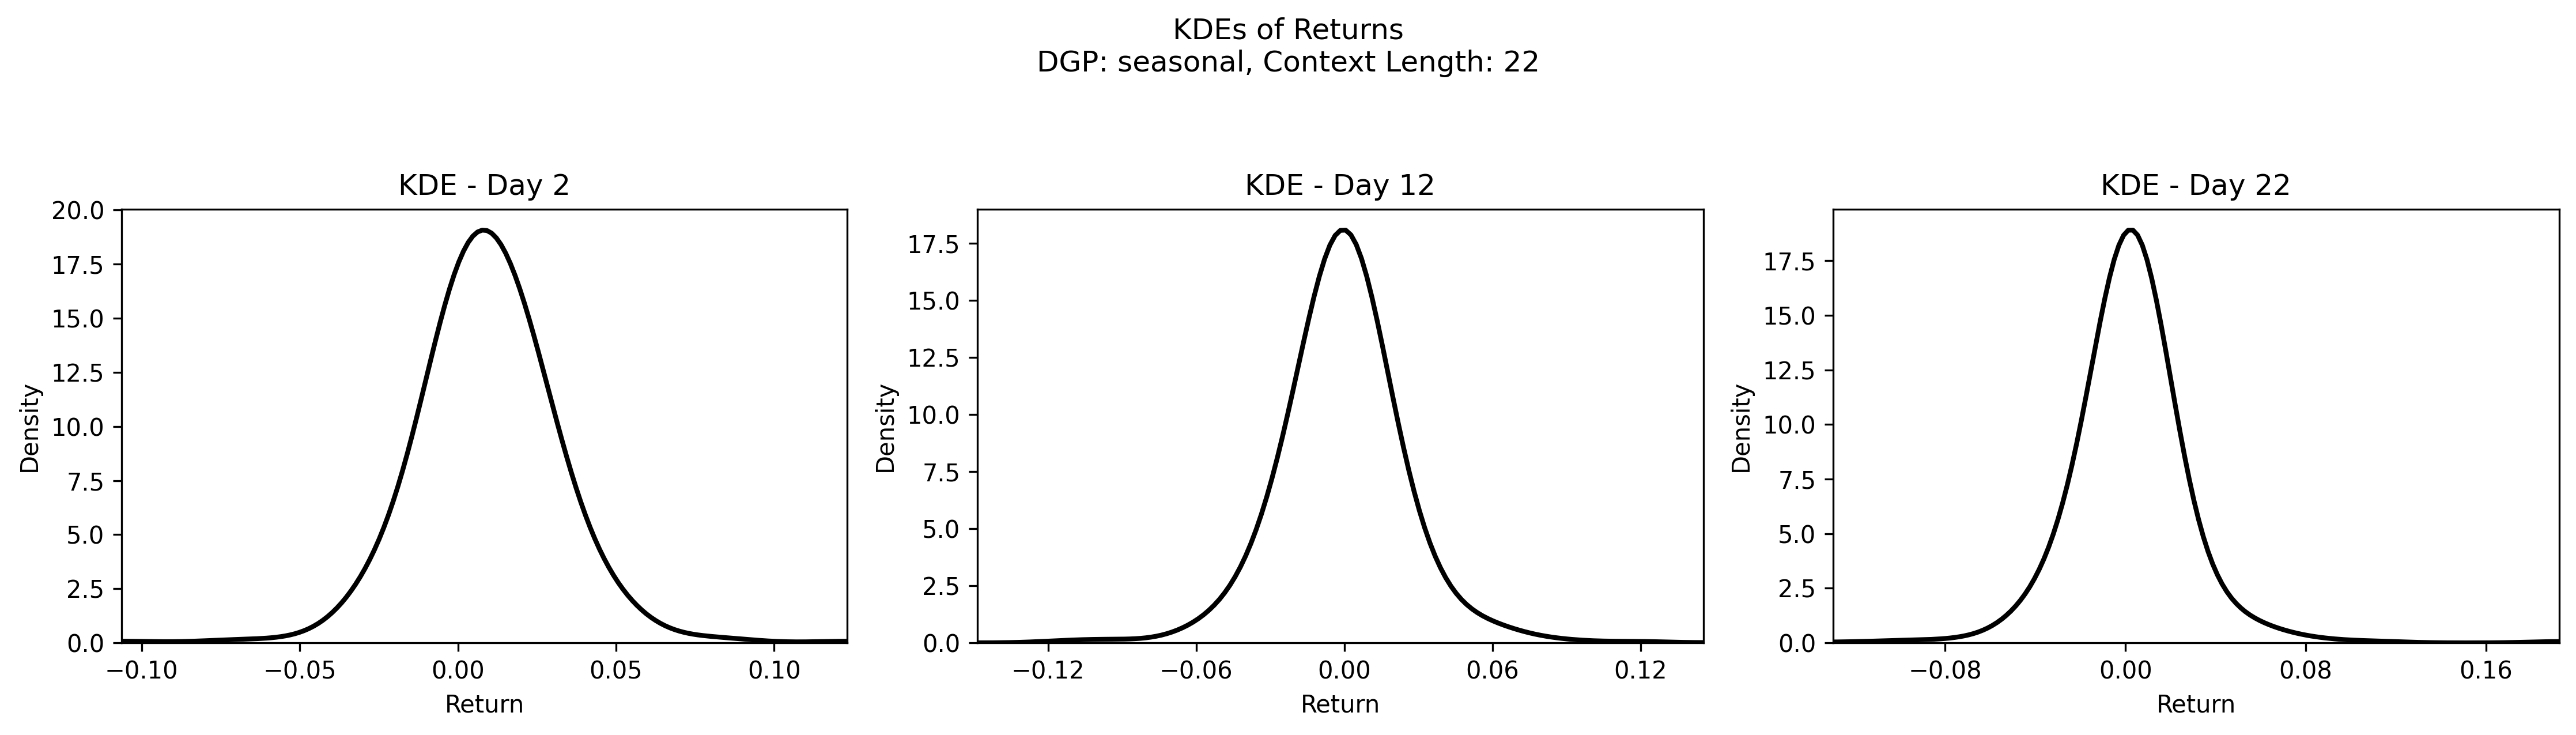 KDEs of Returns
DGP: seasonal, Context Length: 22
KDE - Day 2
20.0
17.5
15.0
12.5
10.0
7.5
5.0
2.5
0.0
Density
−0.10 −0.05 0.00 0.05 0.10
Return
KDE - Day 12
17.5
15.0
12.5
10.0
7.5
5.0
2.5
0.0
Density
−0.12 −0.06 0.00 0.06 0.12
Return
KDE - Day 22
17.5
15.0
12.5
10.0
7.5
5.0
2.5
0.0
Density
−0.08 0.00 0.08 0.16
Return